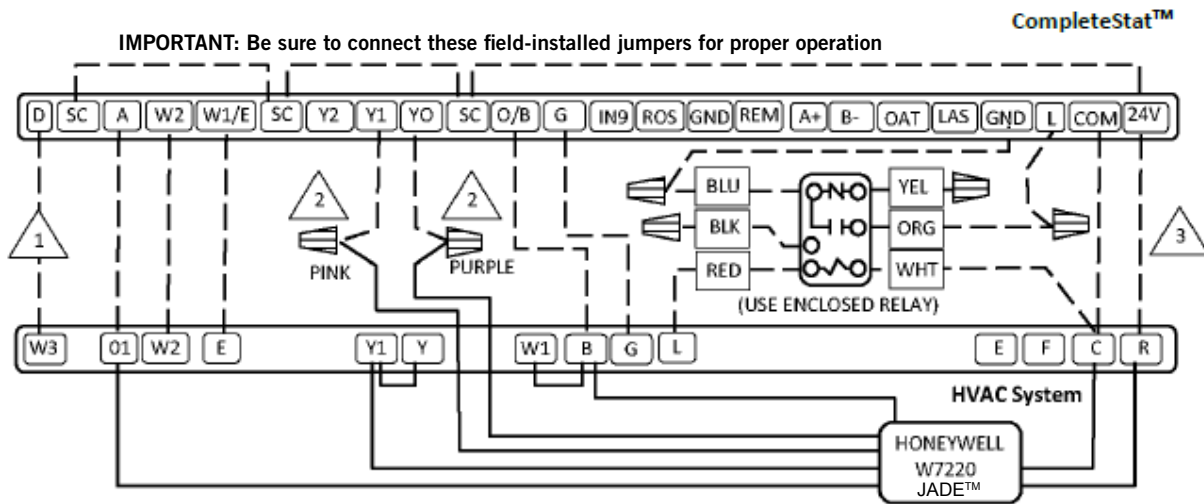 CompleteStat™
IMPORTANT: Be sure to connect these field-installed jumpers for proper operation
D SC A W2 W1/E SC Y2 Y1 YO SC O/B G IN9 ROS GND REM A+ B- OAT LAS GND L COM 24V
1
2
2
3
PINK
PURPLE
BLU
YEL
BLK
ORG
RED
WHT
(USE ENCLOSED RELAY)
W3 01 W2 E Y1 Y W1 B G L E F C R
HVAC System
HONEYWELL
W7220
JADE™